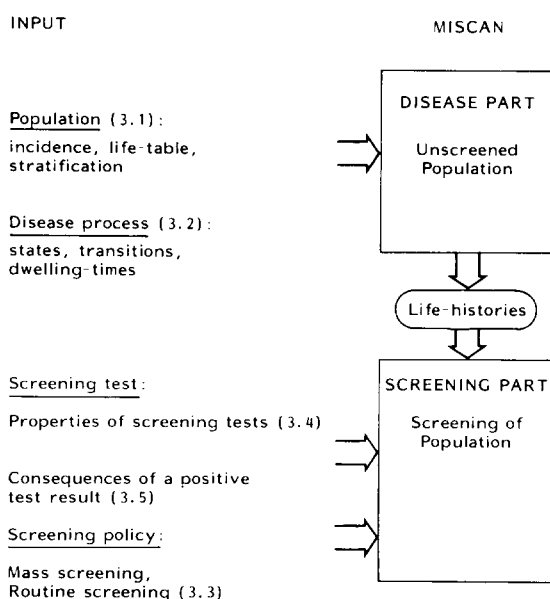 INPUT
MISCAN
Population (3.1):
incidence, life-table,
stratification
Disease process (3.2):
states, transitions,
dwelling-times
DISEASE PART
Unscreened
Population
Life-histories
Screening test:
Properties of screening tests (3.4)
Consequences of a positive
test result (3.5)
Screening policy:
Mass screening,
Routine screening (3.3)
SCREENING PART
Screening of
Population